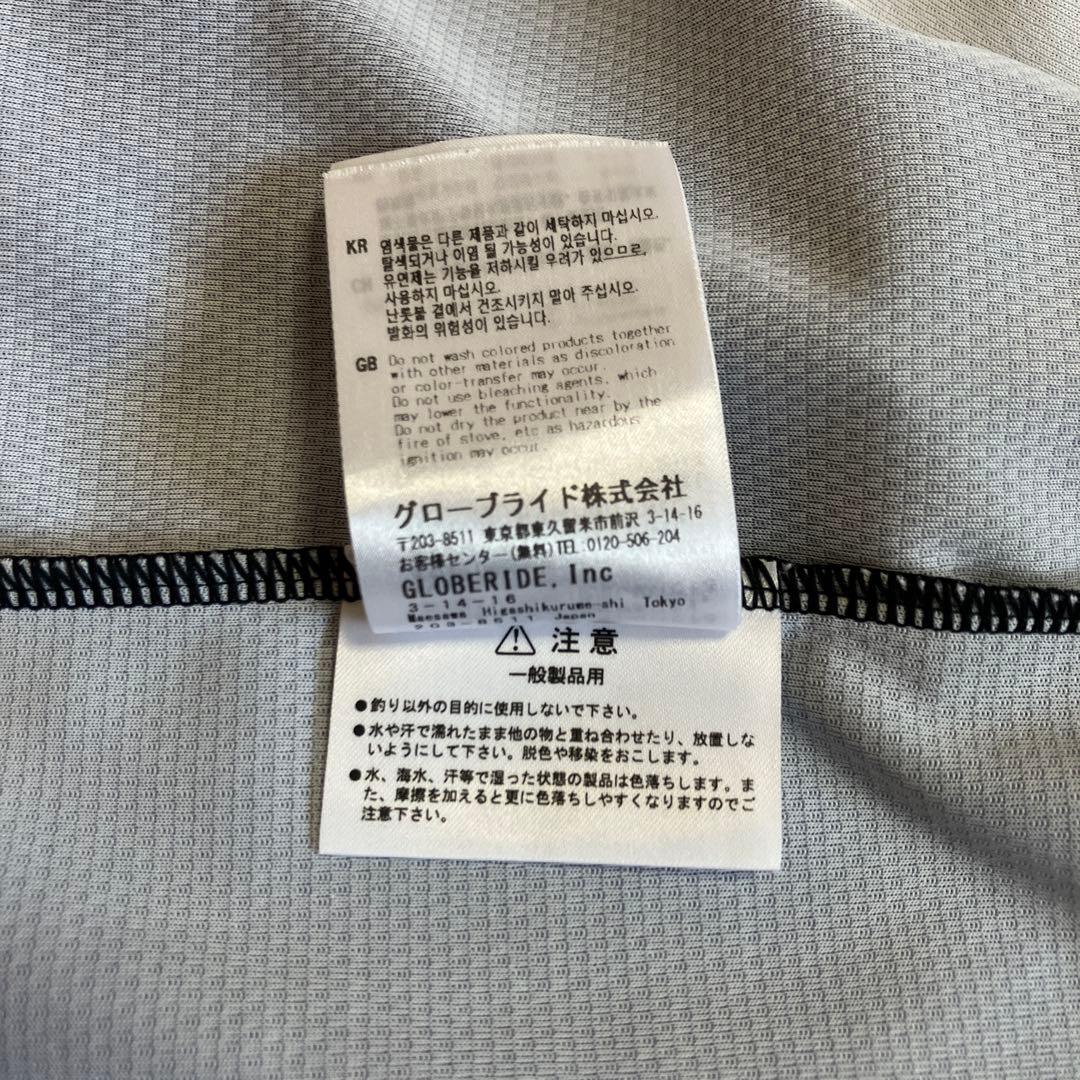 KR 염색물은 다른 제품과 같이 세탁하지 마십시오.
탈색되거나 이염 될 가능성이 있습니다.
유연제는 기능을 저하시킬 우려가 있으므로,
사용하지 마십시오.
난롯불 곁에서 건조시키지 말아 주십시오.
발화의 위험성이 있습니다.
GB Do not wash colored products together
with other materials as discoloration
or color-transfer may occur.
Do not use bleaching agents, which
may lower the functionality.
Do not dry the product near by the
fire of stove, etc as hazardous
ignition may occur.
グローブライド株式会社
〒203-8511 東京都東久留米市前沢 3-14-16
お客様センター(無料)TEL:0120-506-204
GLOBERIDE, Inc
3-14-16
Maesawa Higashikurume-shi Tokyo
203-8511 Japan
注意
一般製品用
●釣り以外の目的に使用しないで下さい。
●水や汗で濡れたまま他の物と重ね合わせたり、放置しな
いようにして下さい。脱色や移染をおこします。
●水、海水、汗等で湿った状態の製品は色落ちします。ま
た、摩擦を加えると更に色落ちしやすくなりますのでご
注意下さい。